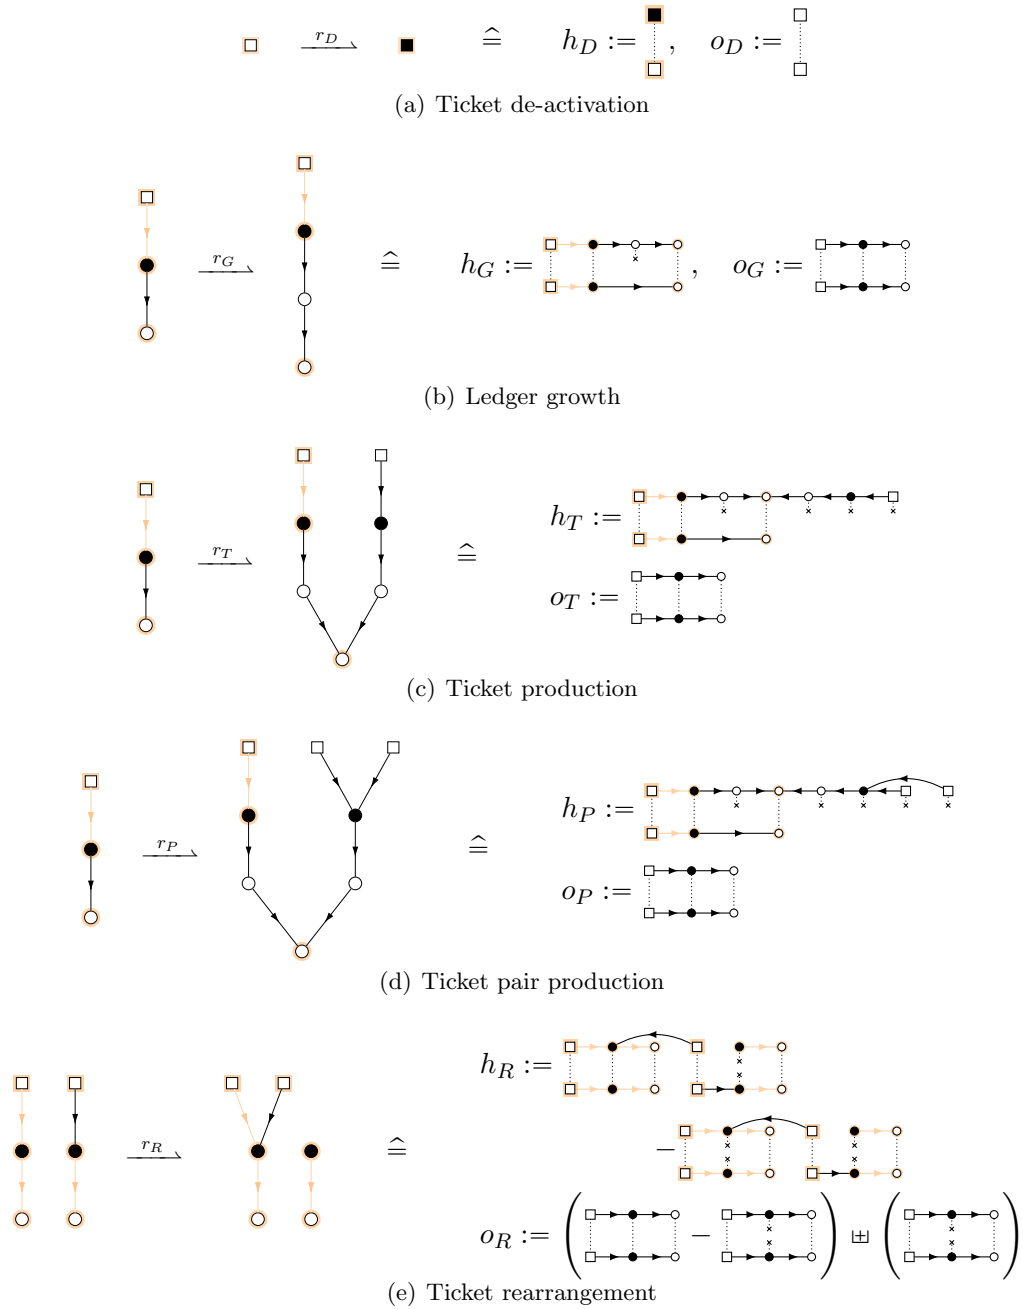 r_D ≙ h_D := , o_D :=
(a) Ticket de-activation
r_G ≙ h_G := , o_G :=
(b) Ledger growth
r_T ≙ h_T :=
o_T :=
(c) Ticket production
r_P ≙ h_P :=
o_P :=
(d) Ticket pair production
r_R ≙ h_R :=
−
o_R := ( − ) ⊞ ( )
(e) Ticket rearrangement